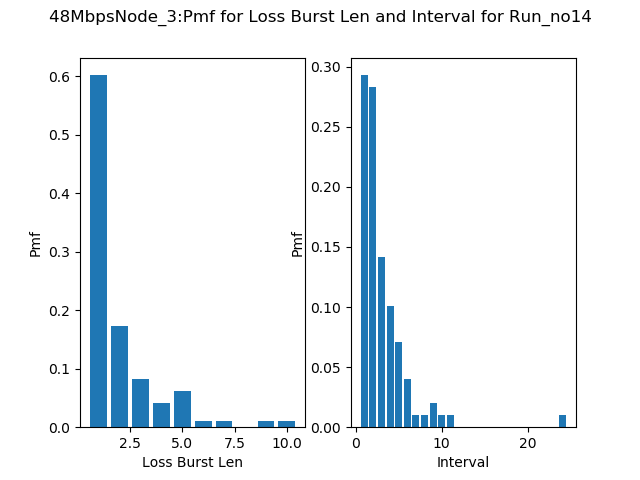 48MbpsNode_3:Pmf for Loss Burst Len and Interval for Run_no14
0.6
0.5
0.4
0.3
0.2
0.1
0.0
Pmf
2.5 5.0 7.5 10.0
Loss Burst Len
0.30
0.25
0.20
0.15
0.10
0.05
0.00
Pmf
0 10 20
Interval